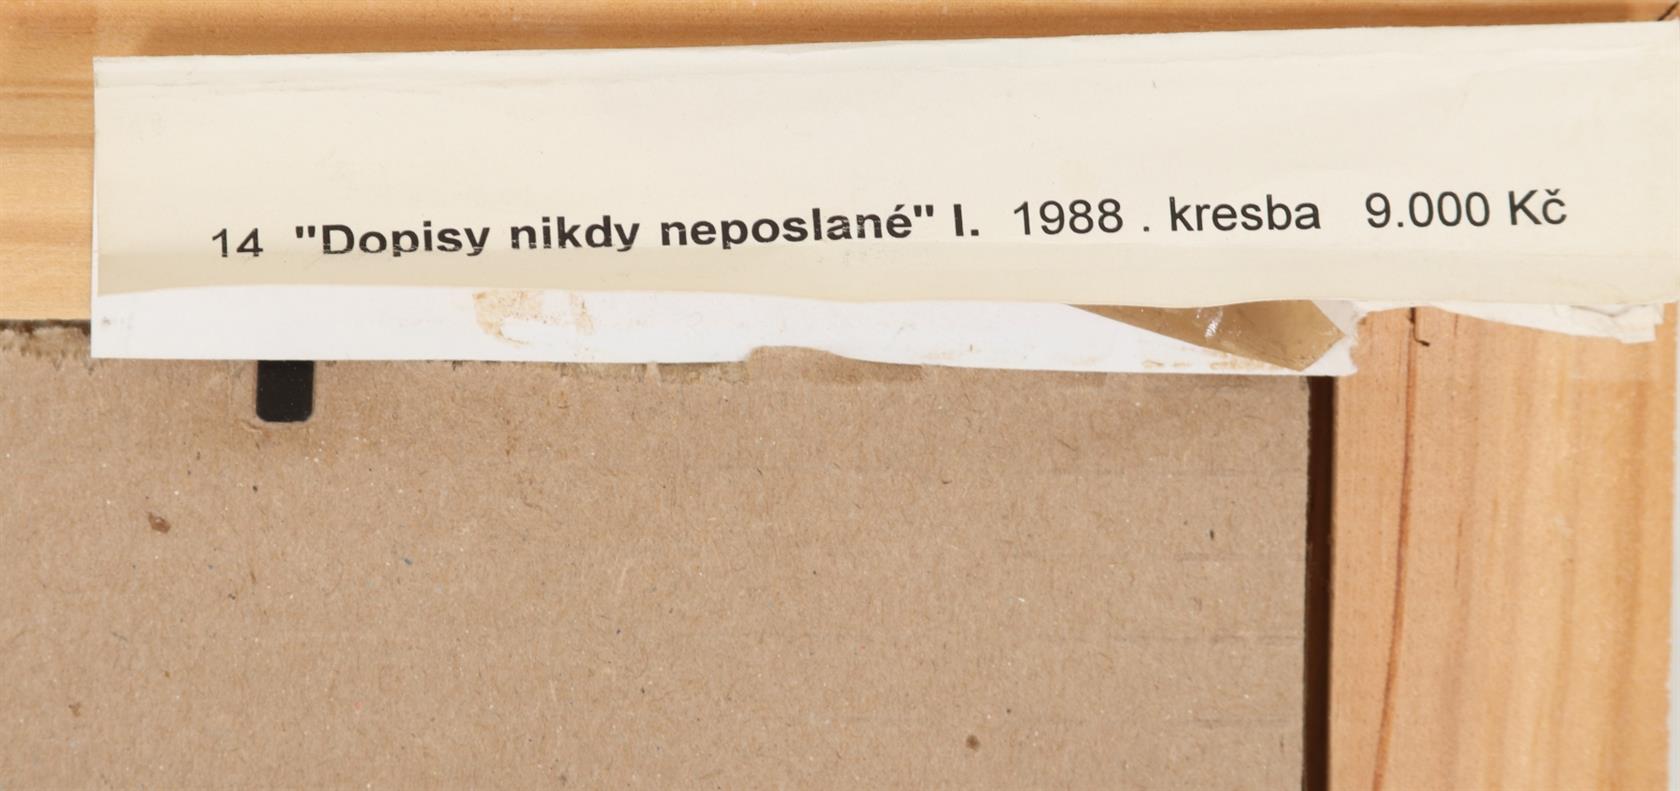 14 "Dopisy nikdy neposlané" I. 1988 . kresba 9.000 Kč